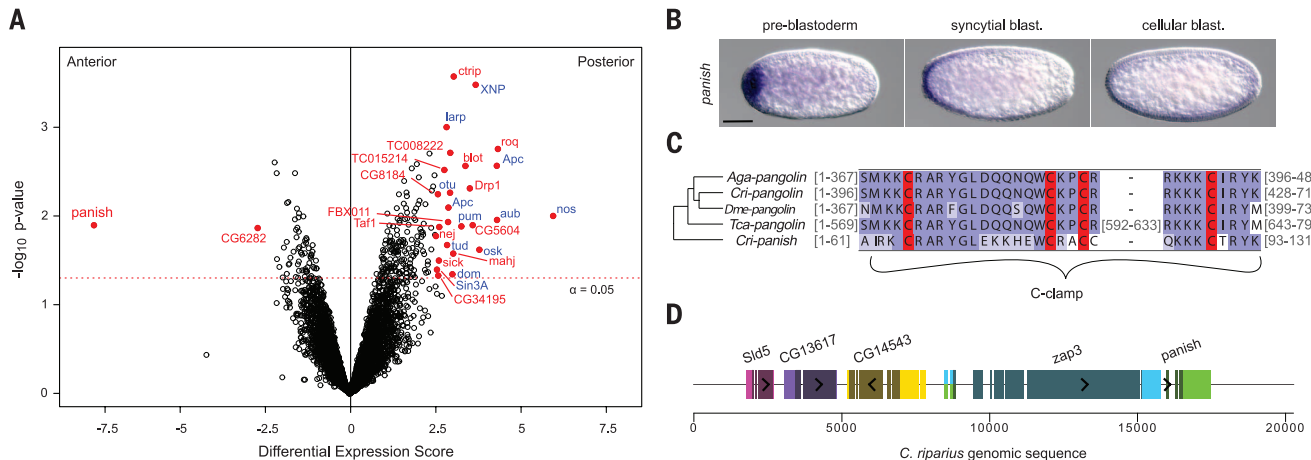 A
Anterior
Posterior
ctrip
XNP
larp
TC008222
roq
TC015214
blot
Apc
CG8184
otu
Drp1
Apc
FBX011
pum
aub
nos
Taf1
CG5604
panish
CG6282
nej
tud
osk
mahj
sick
dom
Sin3A
CG34195
α = 0.05
-log10 p-value
0
1
2
3
-7.5
-5
-2.5
0
2.5
5
7.5
Differential Expression Score
B
pre-blastoderm
syncytial blast.
cellular blast.
panish
C
Aga-pangolin [1-367] SMKKCRARYGLDQQNQWCKPCR - RKKKCIRYK [396-48
Cri-pangolin [1-396] SMKKCRARYGLDQQNQWCKPCR - RKKKCIRYK [428-71
Dme-pangolin [1-367] NMKKCRARFGLDQQSQWCKPCR - RKKKCIRYM [399-73
Tca-pangolin [1-569] SMKKCRARYGLDQQNQWCKPCR [592-633] RKKKCIRYM [643-79
Cri-panish [1-61] AIRKCRARYGLEKKHEWCRACC - QKKKCTRYK [93-131
C-clamp
D
Sld5
CG13617
CG14543
zap3
panish
0
5000
10000
15000
20000
C. riparius genomic sequence